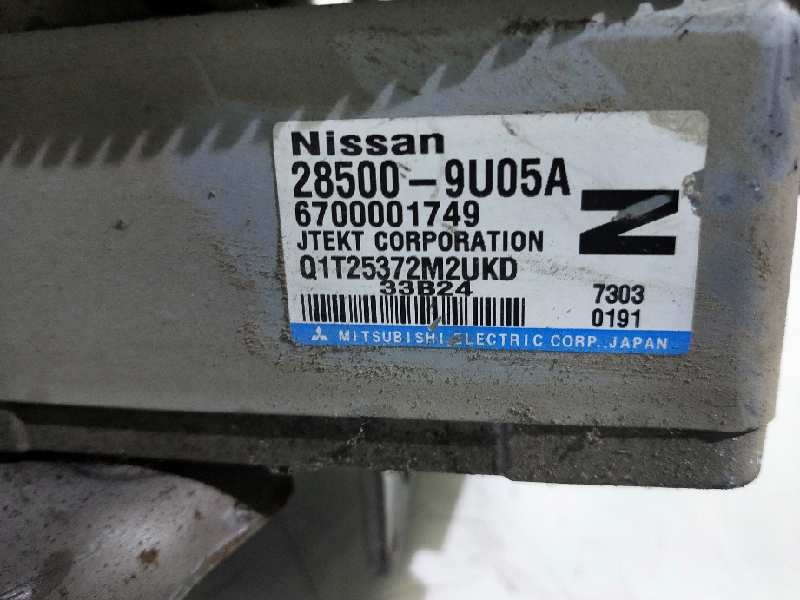 Nissan
28500-9U05A
6700001749
N
JTEKT CORPORATION
Q1T25372M2UKD
33B24
7303
0191
MITSUBISHI ELECTRIC CORP. JAPAN